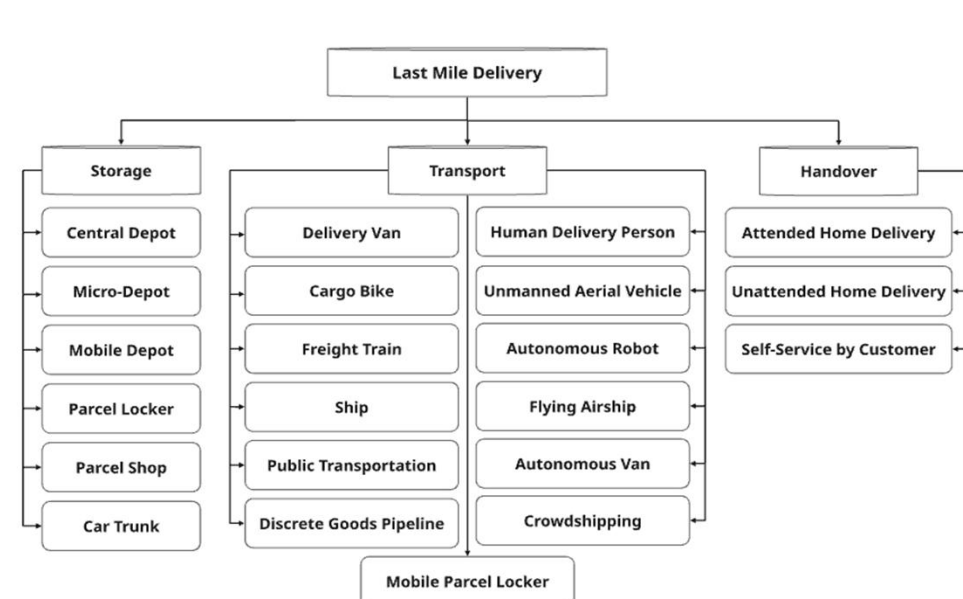 Last Mile Delivery
Storage
Transport
Handover
Central Depot
Micro-Depot
Mobile Depot
Parcel Locker
Parcel Shop
Car Trunk
Delivery Van
Cargo Bike
Freight Train
Ship
Public Transportation
Discrete Goods Pipeline
Human Delivery Person
Unmanned Aerial Vehicle
Autonomous Robot
Flying Airship
Autonomous Van
Crowdshipping
Mobile Parcel Locker
Attended Home Delivery
Unattended Home Delivery
Self-Service by Customer